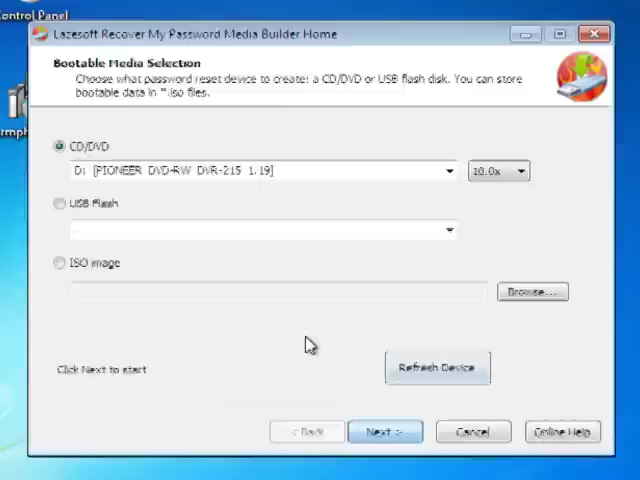 Control Panel
Lazesoft Recover My Password Media Builder Home
Bootable Media Selection
Choose what password reset device to create: a CD/DVD or USB flash disk. You can store
bootable data in *.iso files.
CD/DVD
D: [PIONEER DVD-RW DVR-215 1.19]
10.0x
USB Flash
ISO image
Browse...
Click Next to start
Refresh Device
< Back
Next >
Cancel
Online Help